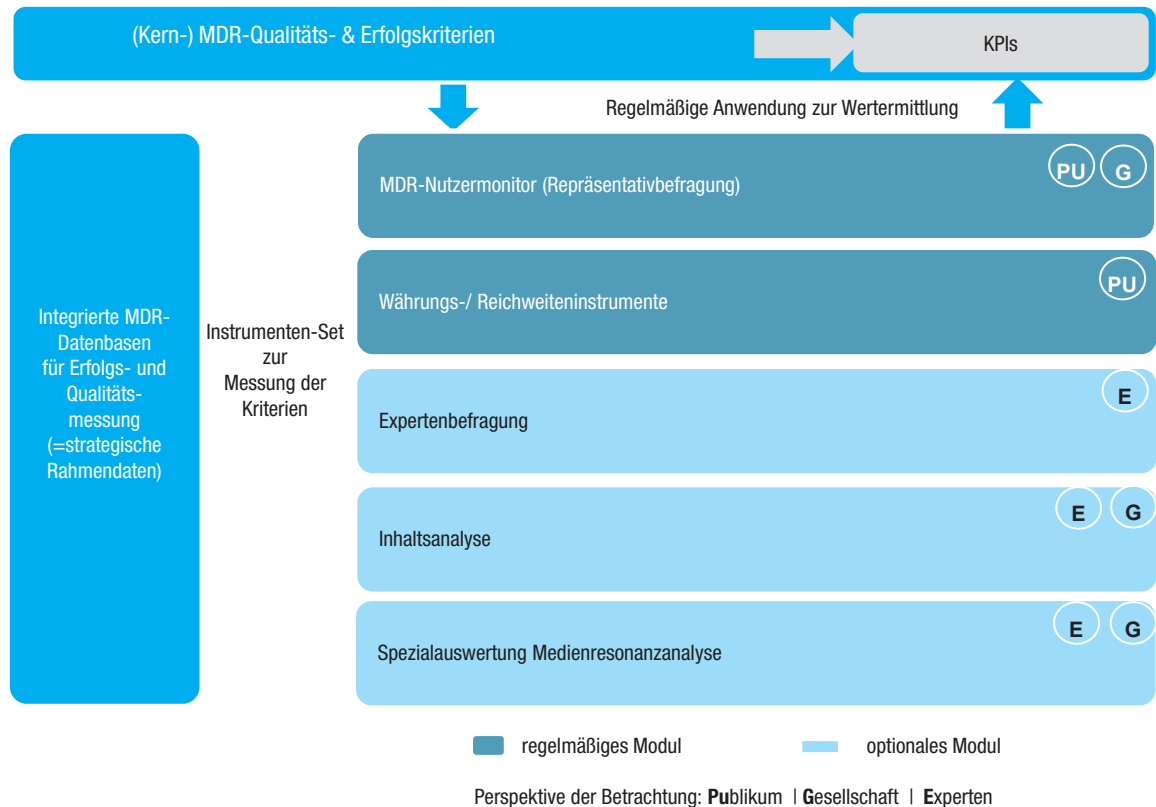 (Kern-) MDR-Qualitäts- & Erfolgskriterien
KPIs
Regelmäßige Anwendung zur Wertermittlung
Integrierte MDR-
Datenbasen
für Erfolgs- und
Qualitäts-
messung
(=strategische
Rahmendaten)
Instrumenten-Set
zur
Messung der
Kriterien
MDR-Nutzermonitor (Repräsentativbefragung)
PU G
Währungs-/ Reichweiteninstrumente
PU
Expertenbefragung
E
Inhaltsanalyse
E G
Spezialauswertung Medienresonanzanalyse
E G
regelmäßiges Modul
optionales Modul
Perspektive der Betrachtung: Publikum | Gesellschaft | Experten